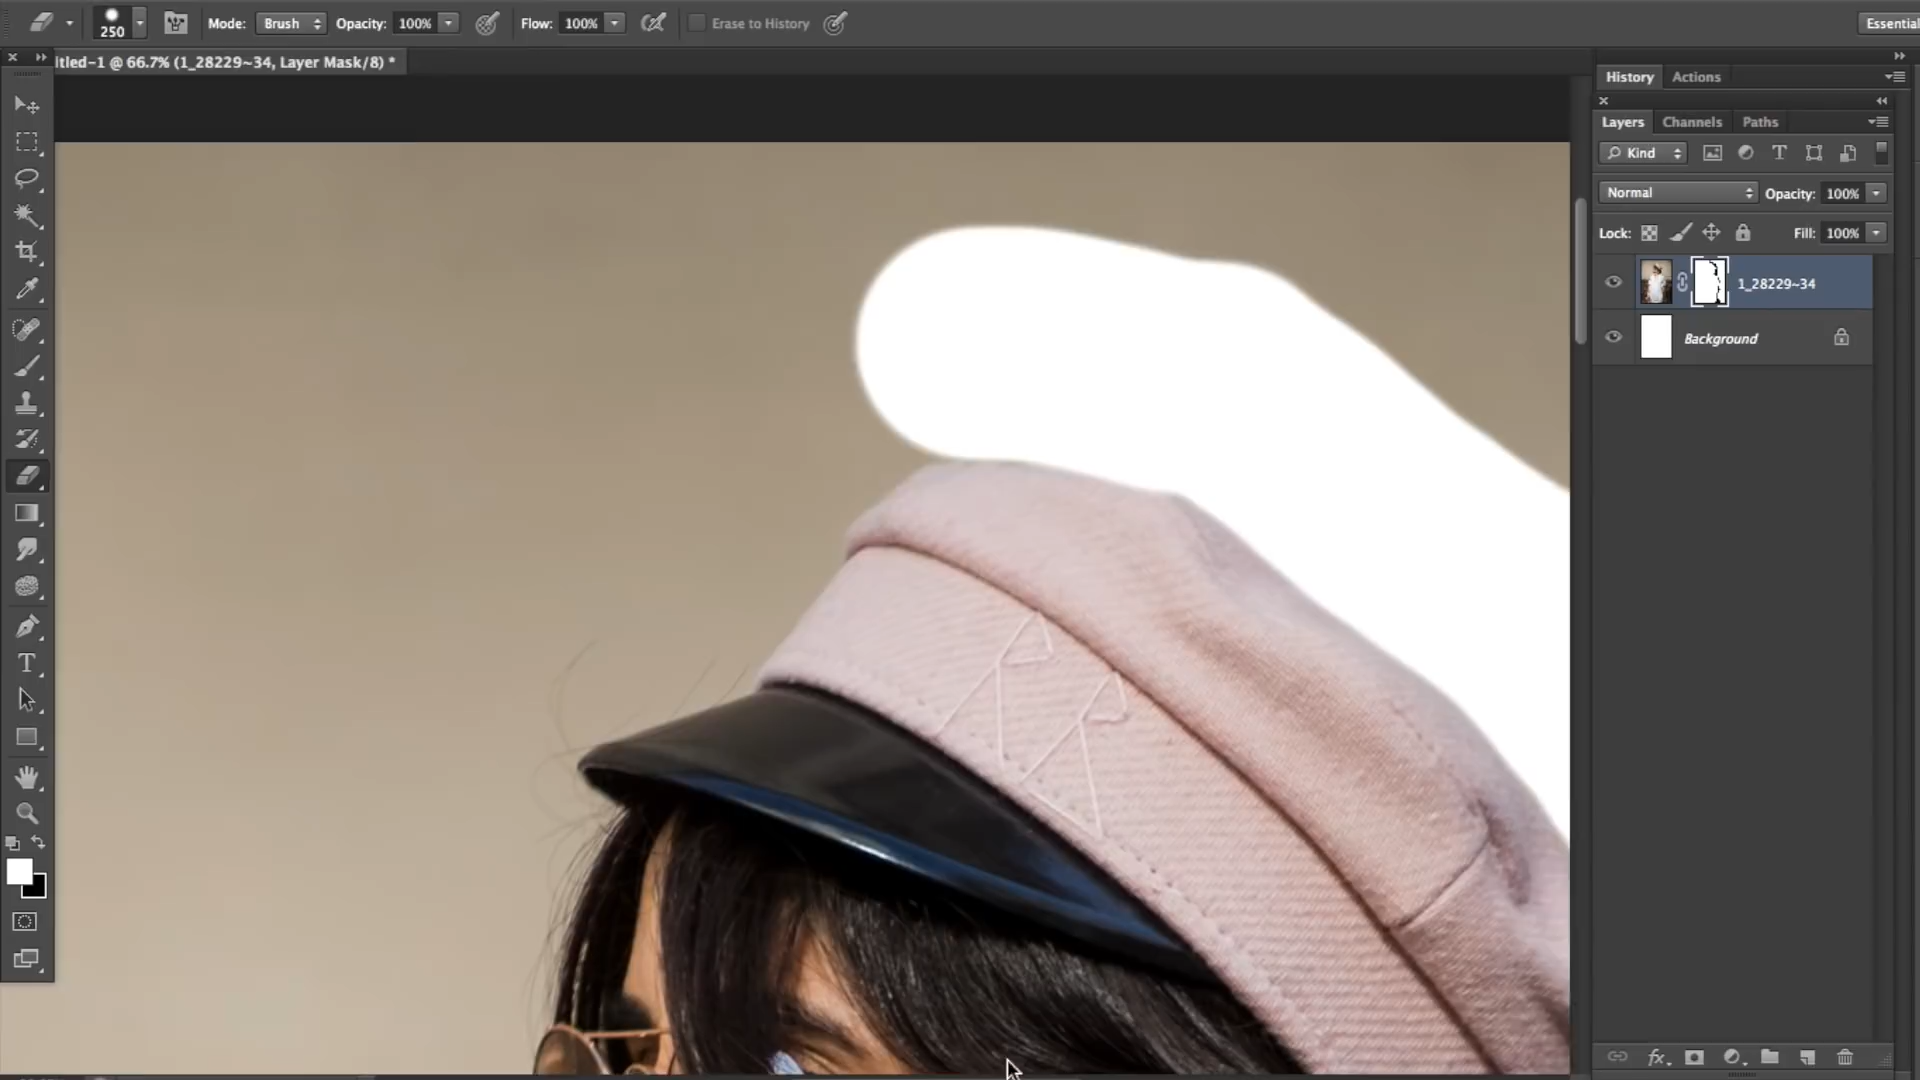 250 Mode: Brush Opacity: 100% Flow: 100% Erase to History Essential
itled-1 @ 66.7% (1_28229~34, Layer Mask/8) *
History Actions
Layers Channels Paths
Kind T
Normal Opacity: 100%
Lock: Fill: 100%
1_28229~34
Background
T
fx